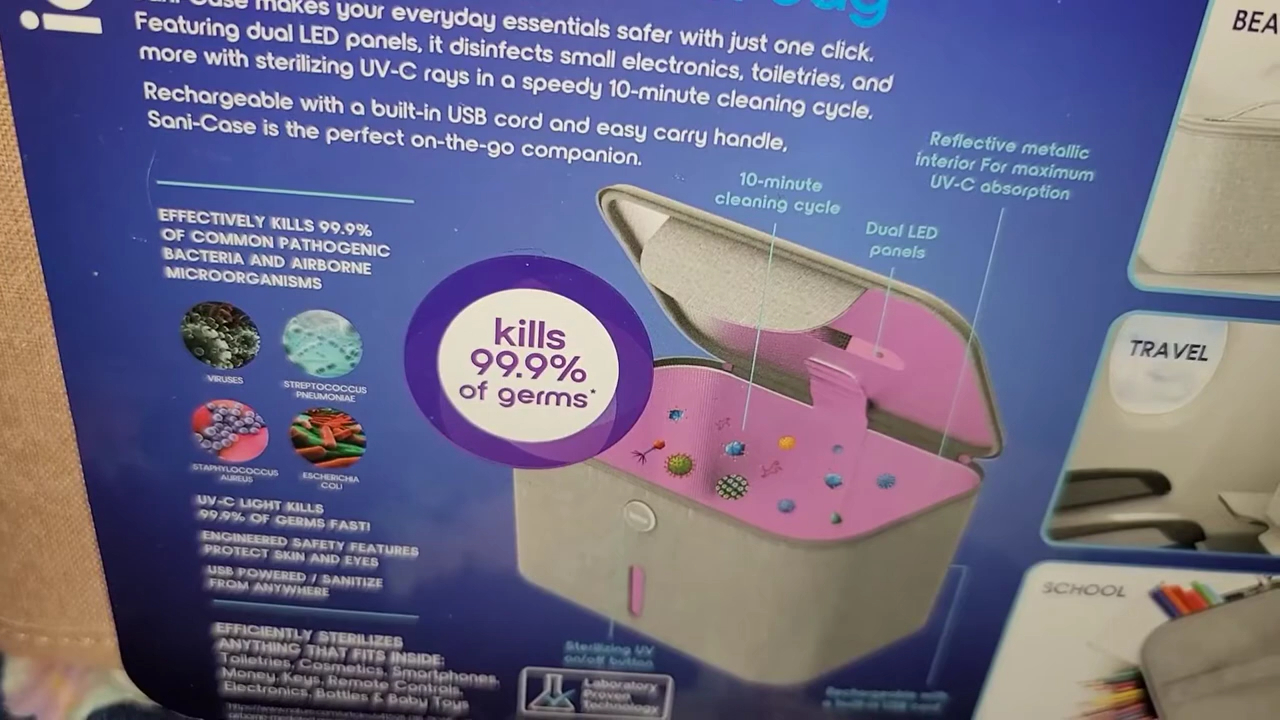 makes your everyday essentials safer with just one click.
Featuring dual LED panels, it disinfects small electronics, toiletries, and
more with sterilizing UV-C rays in a speedy 10-minute cleaning cycle.
Rechargeable with a built-in USB cord and easy carry handle,
Sani-Case is the perfect on-the-go companion.
EFFECTIVELY KILLS 99.9%
OF COMMON PATHOGENIC
BACTERIA AND AIRBORNE
MICROORGANISMS
VIRUSES
STREPTOCOCCUS
PNEUMONIAE
STAPHYLOCOCCUS
AUREUS
ESCHERICHIA
COLI
UV-C LIGHT KILLS
99.9% OF GERMS FAST!
ENGINEERED SAFETY FEATURES
PROTECT SKIN AND EYES
USB POWERED / SANITIZE
FROM ANYWHERE
EFFICIENTLY STERILIZES
ANYTHING THAT FITS INSIDE:
Toiletries, Cosmetics, Smartphones,
Money, Keys, Remote Controls,
Electronics, Bottles & Baby Toys
kills
99.9%
of germs*
10-minute
cleaning cycle
Dual LED
panels
Reflective metallic
interior For maximum
UV-C absorption
Sterilizing UV
on/off button
Laboratory
Proven
Technology
Rechargeable with
a built-in USB cord
BEA
TRAVEL
SCHOOL